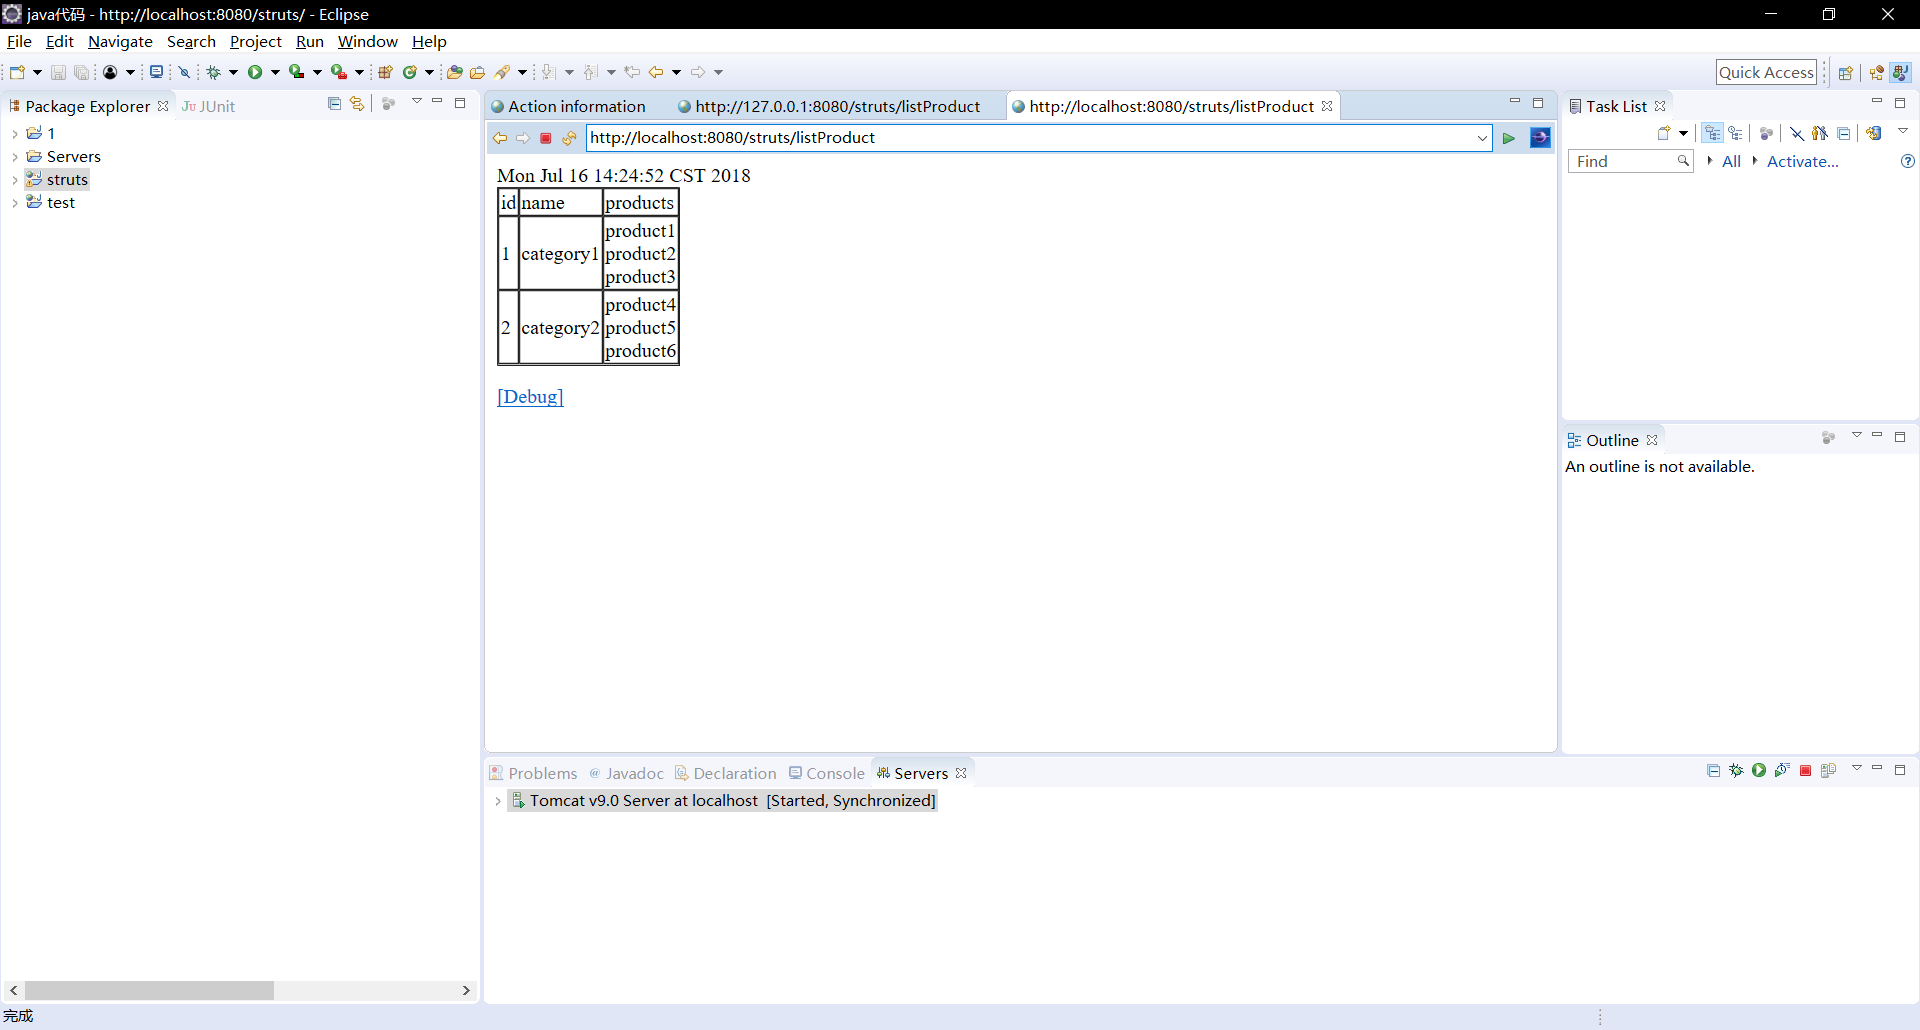 java代码 - http://localhost:8080/struts/ - Eclipse
File Edit Navigate Search Project Run Window Help
Quick Access
Package Explorer JUnit
1
Servers
struts
test
Action information http://127.0.0.1:8080/struts/listProduct http://localhost:8080/struts/listProduct
http://localhost:8080/struts/listProduct
Mon Jul 16 14:24:52 CST 2018
id name products
1 category1 product1
product2
product3
2 category2 product4
product5
product6
[Debug]
Task List
Find All Activate...
Outline
An outline is not available.
Problems Javadoc Declaration Console Servers
Tomcat v9.0 Server at localhost [Started, Synchronized]
完成